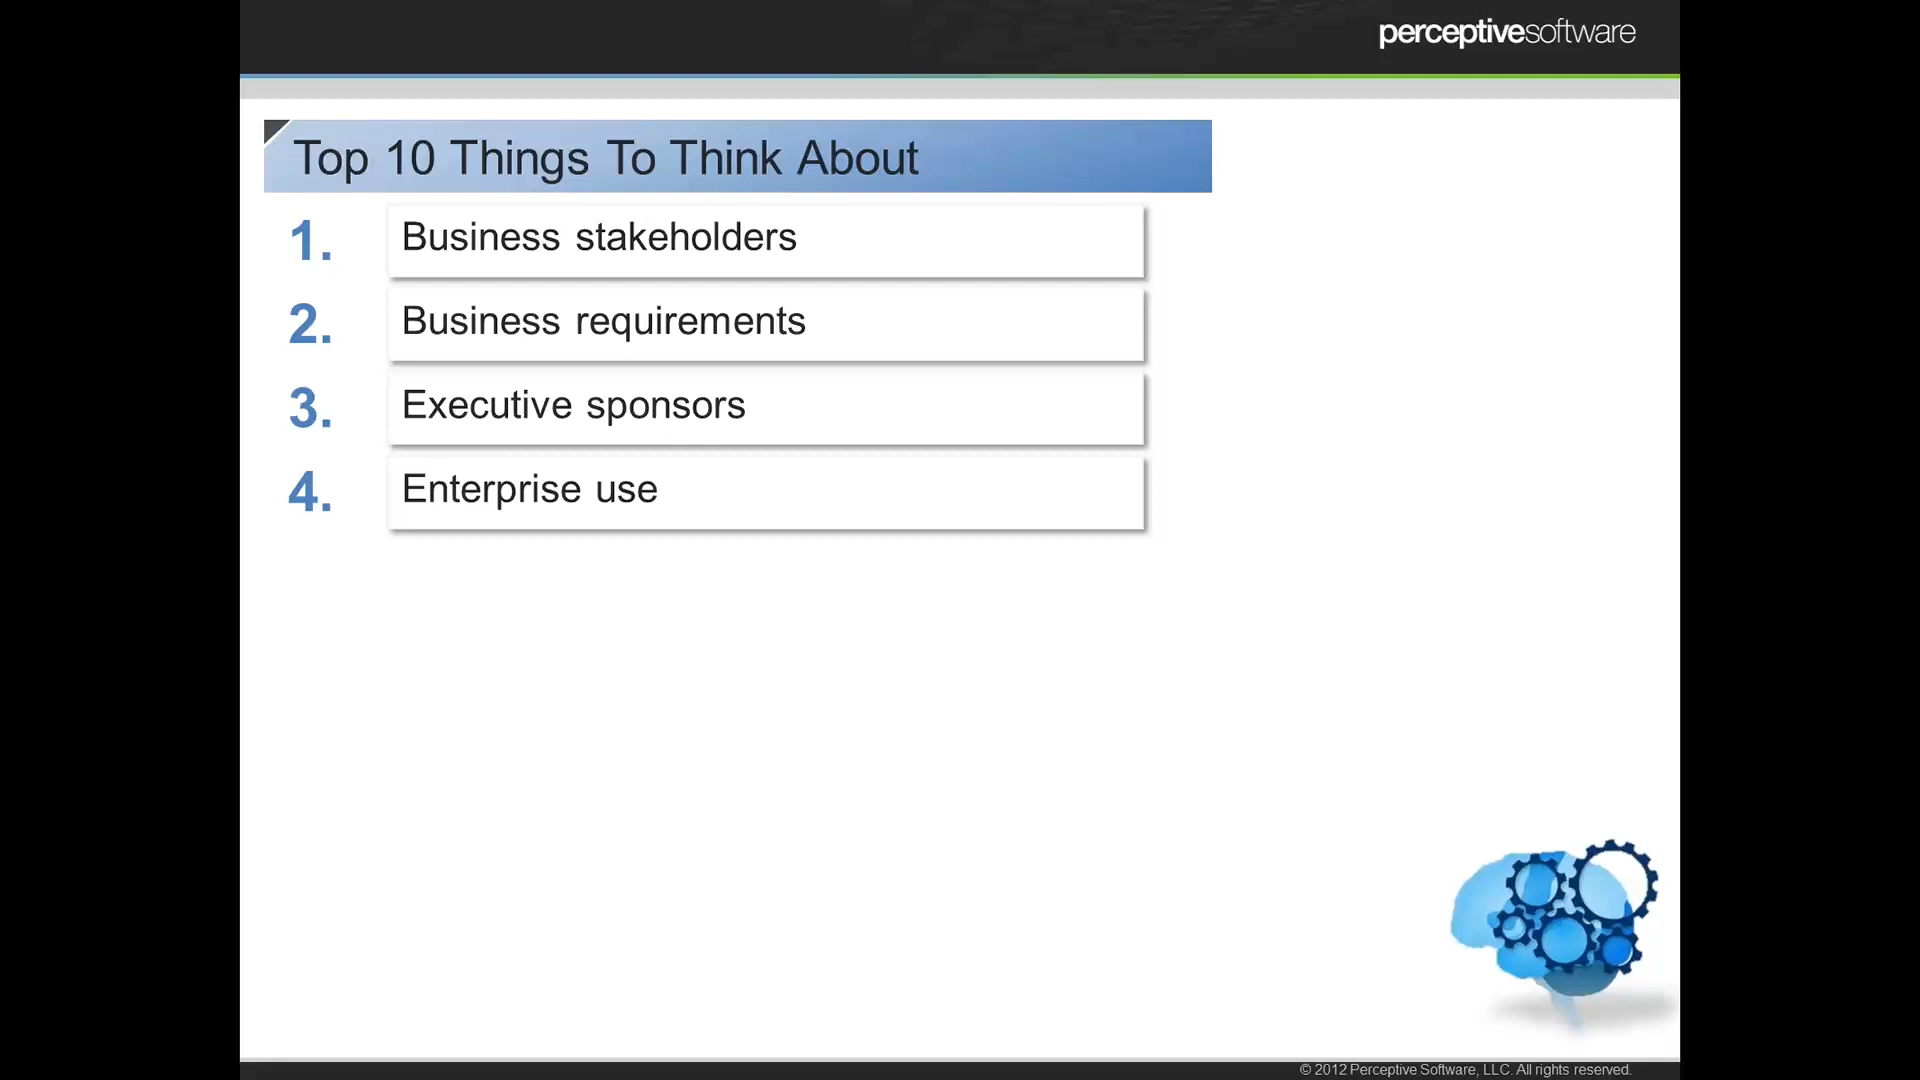 perceptivesoftware
Top 10 Things To Think About
1. Business stakeholders
2. Business requirements
3. Executive sponsors
4. Enterprise use
© 2012 Perceptive Software, LLC. All rights reserved.